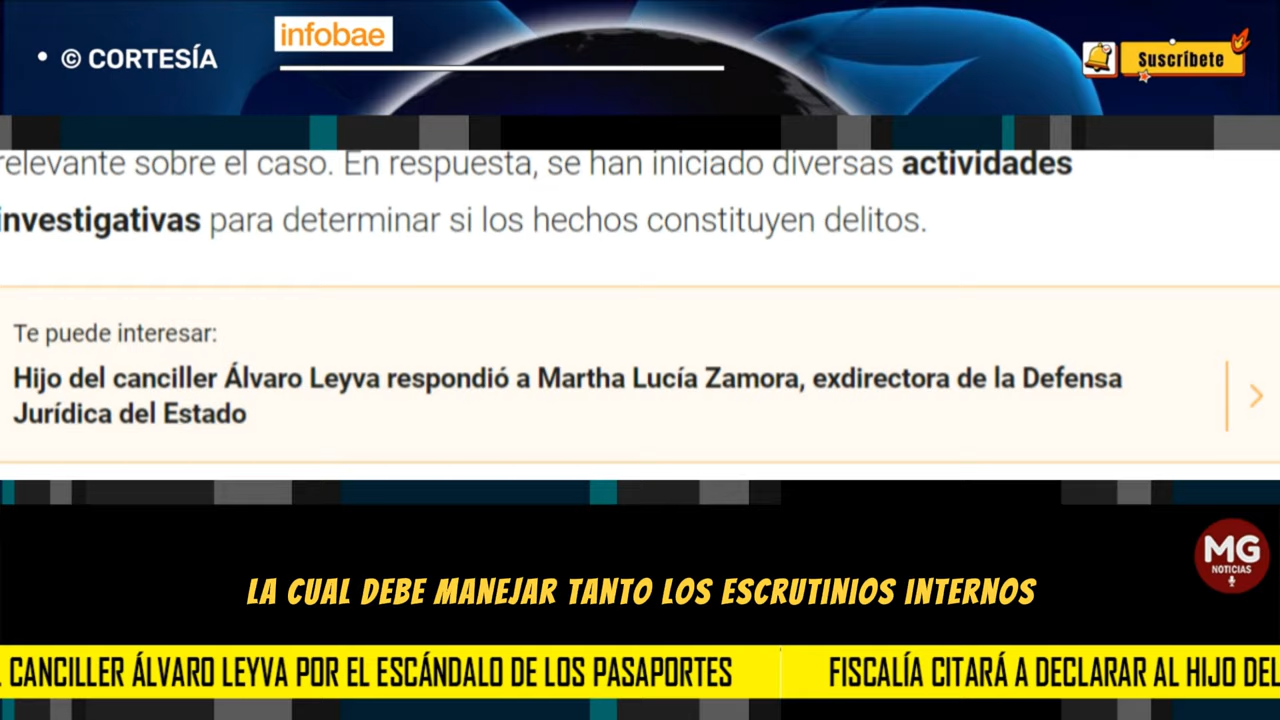 • © CORTESÍA
infobae
Suscríbete
relevante sobre el caso. En respuesta, se han iniciado diversas actividades
investigativas para determinar si los hechos constituyen delitos.
Te puede interesar:
Hijo del canciller Álvaro Leyva respondió a Martha Lucía Zamora, exdirectora de la Defensa
Jurídica del Estado
MG
NOTICIAS
LA CUAL DEBE MANEJAR TANTO LOS ESCRUTINIOS INTERNOS
CANCILLER ÁLVARO LEYVA POR EL ESCÁNDALO DE LOS PASAPORTES FISCALÍA CITARÁ A DECLARAR AL HIJO DEL